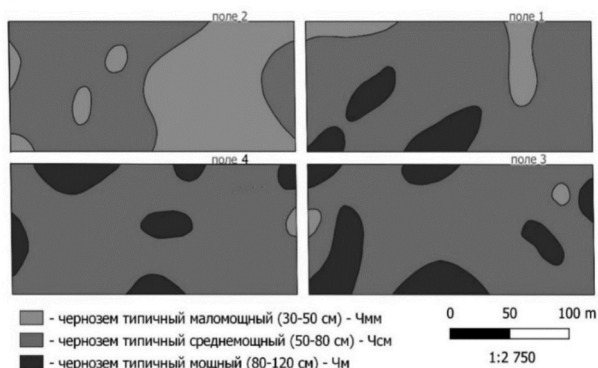 поле 2
поле 1
поле 4
поле 3
- чернозем типичный маломощный (30-50 см) - Чмм
- чернозем типичный среднемощный (50-80 см) - Чсм
- чернозем типичный мощный (80-120 см) - Чм
0 50 100 m
1:2 750